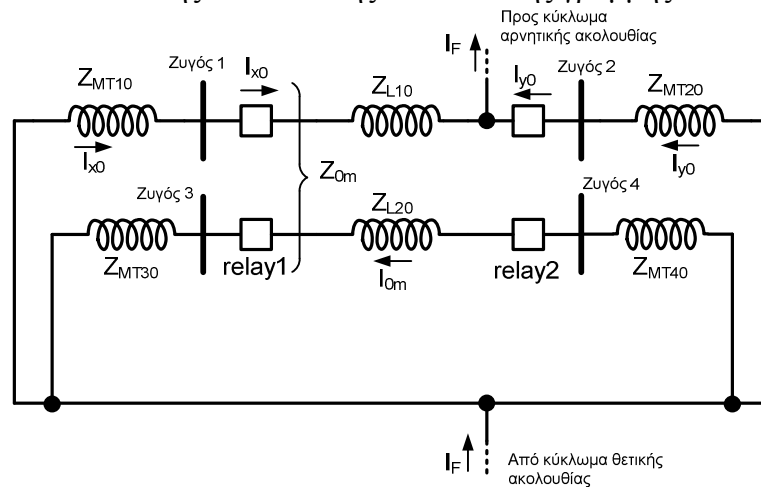 Προς κύκλωμα
αρνητικής ακολουθίας
I_F
Ζυγός 1
I_x0
Ζυγός 2
I_y0
Z_MT10
Z_L10
Z_MT20
I_x0
Z_0m
I_y0
Ζυγός 3
Ζυγός 4
Z_L20
Z_MT30
relay1
I_0m
relay2
Z_MT40
I_F
Από κύκλωμα θετικής
ακολουθίας